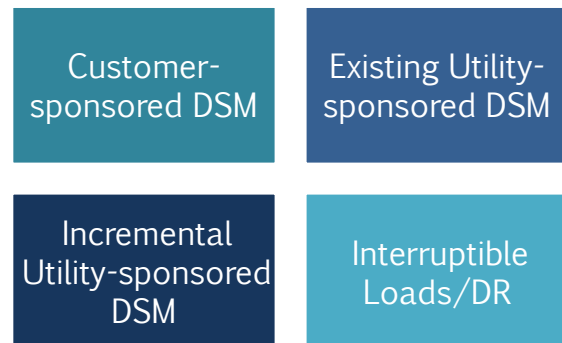 Customer-
sponsored DSM
Existing Utility-
sponsored DSM
Incremental
Utility-sponsored
DSM
Interruptible
Loads/DR